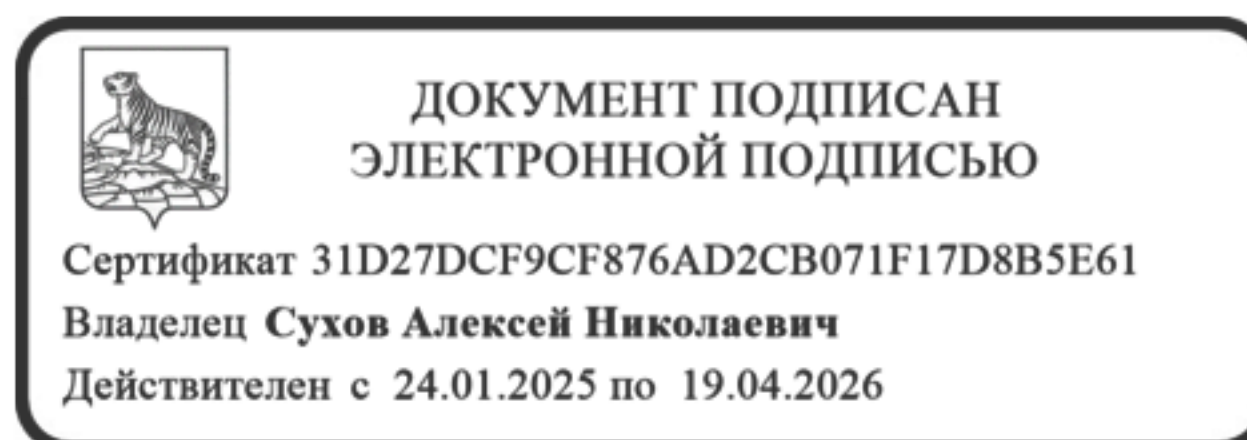 ДОКУМЕНТ ПОДПИСАН
ЭЛЕКТРОННОЙ ПОДПИСЬЮ
Сертификат 31D27DCF9CF876AD2CB071F17D8B5E61
Владелец Сухов Алексей Николаевич
Действителен с 24.01.2025 по 19.04.2026